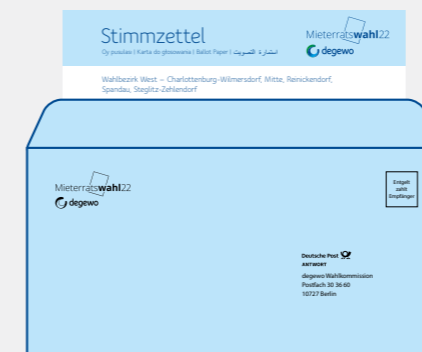 Stimmzettel
Oy pusulası | Karta do głosowania | Ballot Paper | استمارة التصويت
Mieterratswahl22
degewo
Wahlbezirk West – Charlottenburg-Wilmersdorf, Mitte, Reinickendorf,
Spandau, Steglitz-Zehlendorf
Mieterratswahl22
degewo
Entgelt
zahlt
Empfänger
Deutsche Post
ANTWORT
degewo Wahlkommission
Postfach 30 36 60
10727 Berlin